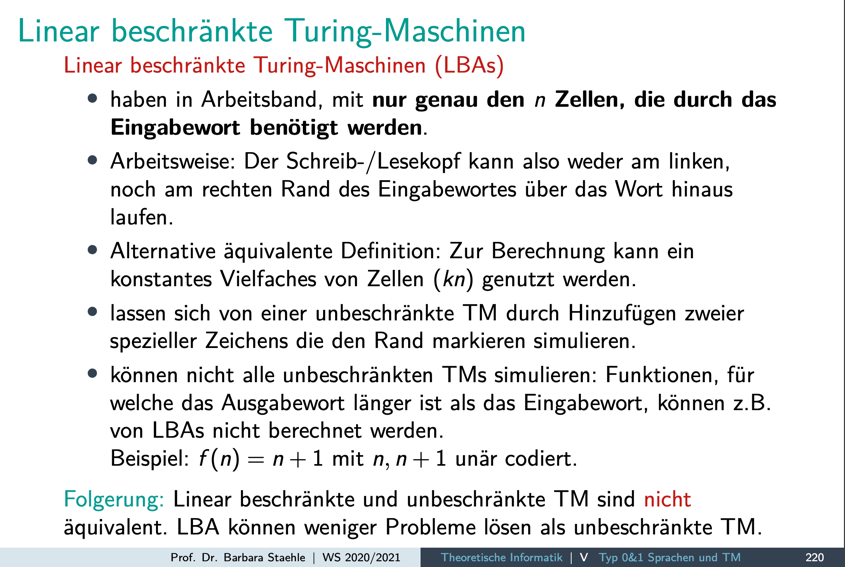 Linear beschränkte Turing-Maschinen
Linear beschränkte Turing-Maschinen (LBAs)
• haben in Arbeitsband, mit nur genau den n Zellen, die durch das
Eingabewort benötigt werden.
• Arbeitsweise: Der Schreib-/Lesekopf kann also weder am linken,
noch am rechten Rand des Eingabewortes über das Wort hinaus
laufen.
• Alternative äquivalente Definition: Zur Berechnung kann ein
konstantes Vielfaches von Zellen (kn) genutzt werden.
• lassen sich von einer unbeschränkte TM durch Hinzufügen zweier
spezieller Zeichens die den Rand markieren simulieren.
• können nicht alle unbeschränkten TMs simulieren: Funktionen, für
welche das Ausgabewort länger ist als das Eingabewort, können z.B.
von LBAs nicht berechnet werden.
Beispiel: f(n) = n + 1 mit n, n + 1 unär codiert.
Folgerung: Linear beschränkte und unbeschränkte TM sind nicht
äquivalent. LBA können weniger Probleme lösen als unbeschränkte TM.
Prof. Dr. Barbara Staehle | WS 2020/2021 Theoretische Informatik | V Typ 0&1 Sprachen und TM 220